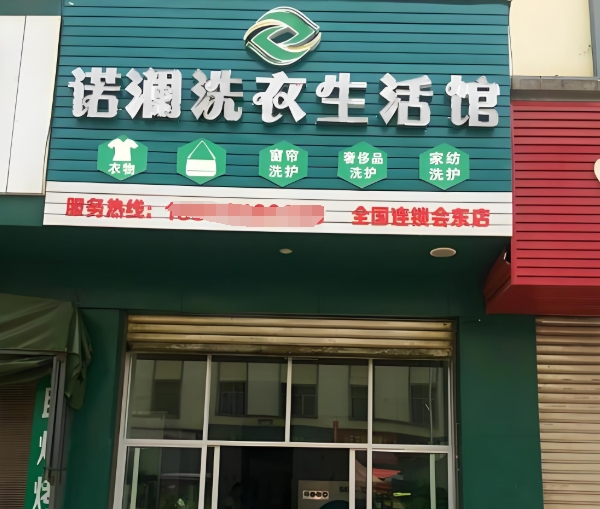 诺澜洗衣生活馆
衣物
窗帘
洗护
奢侈品
洗护
家纺
洗护
服务热线：
全国连锁会东店